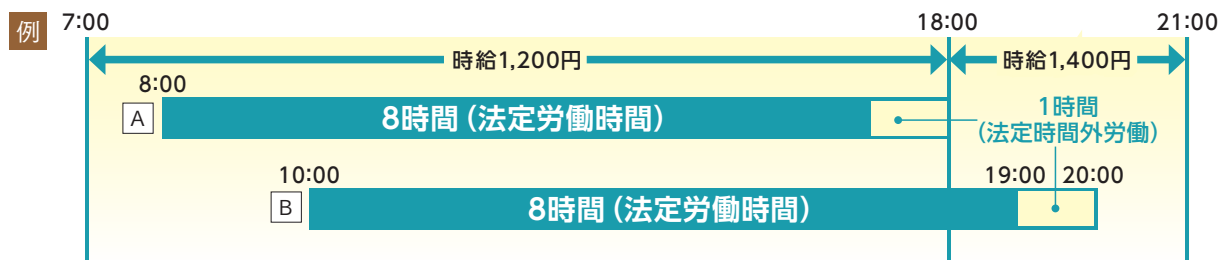 例
7:00 18:00 21:00
時給1,200円 時給1,400円
8:00
A 8時間（法定労働時間） 1時間
（法定時間外労働）
10:00 19:00 20:00
B 8時間（法定労働時間）